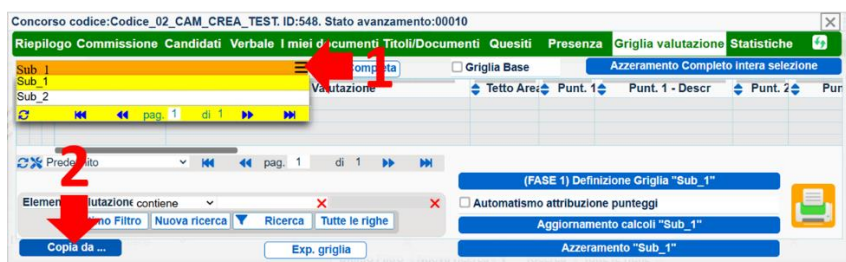 Concorso codice:Codice_02_CAM_CREA_TEST. ID:548. Stato avanzamento:00010
Riepilogo Commissione Candidati Verbale I miei documenti Titoli/Documenti Quesiti Presenza Griglia valutazione Statistiche
Sub_1 1 Completa Griglia Base Azzeramento Completo intera selezione
Sub_1 Valutazione Tetto Area Punt. 1 Punt. 1 - Descr Punt. 2 Pun
Sub_2
pag. 1 di 1
2
pag. 1 di 1
(FASE 1) Definizione Griglia "Sub_1"
contiene Automatismo attribuzione punteggi
Filtro Nuova ricerca Ricerca Tutte le righe Aggiornamento calcoli "Sub_1"
Copia da ... Exp. griglia Azzeramento "Sub_1"